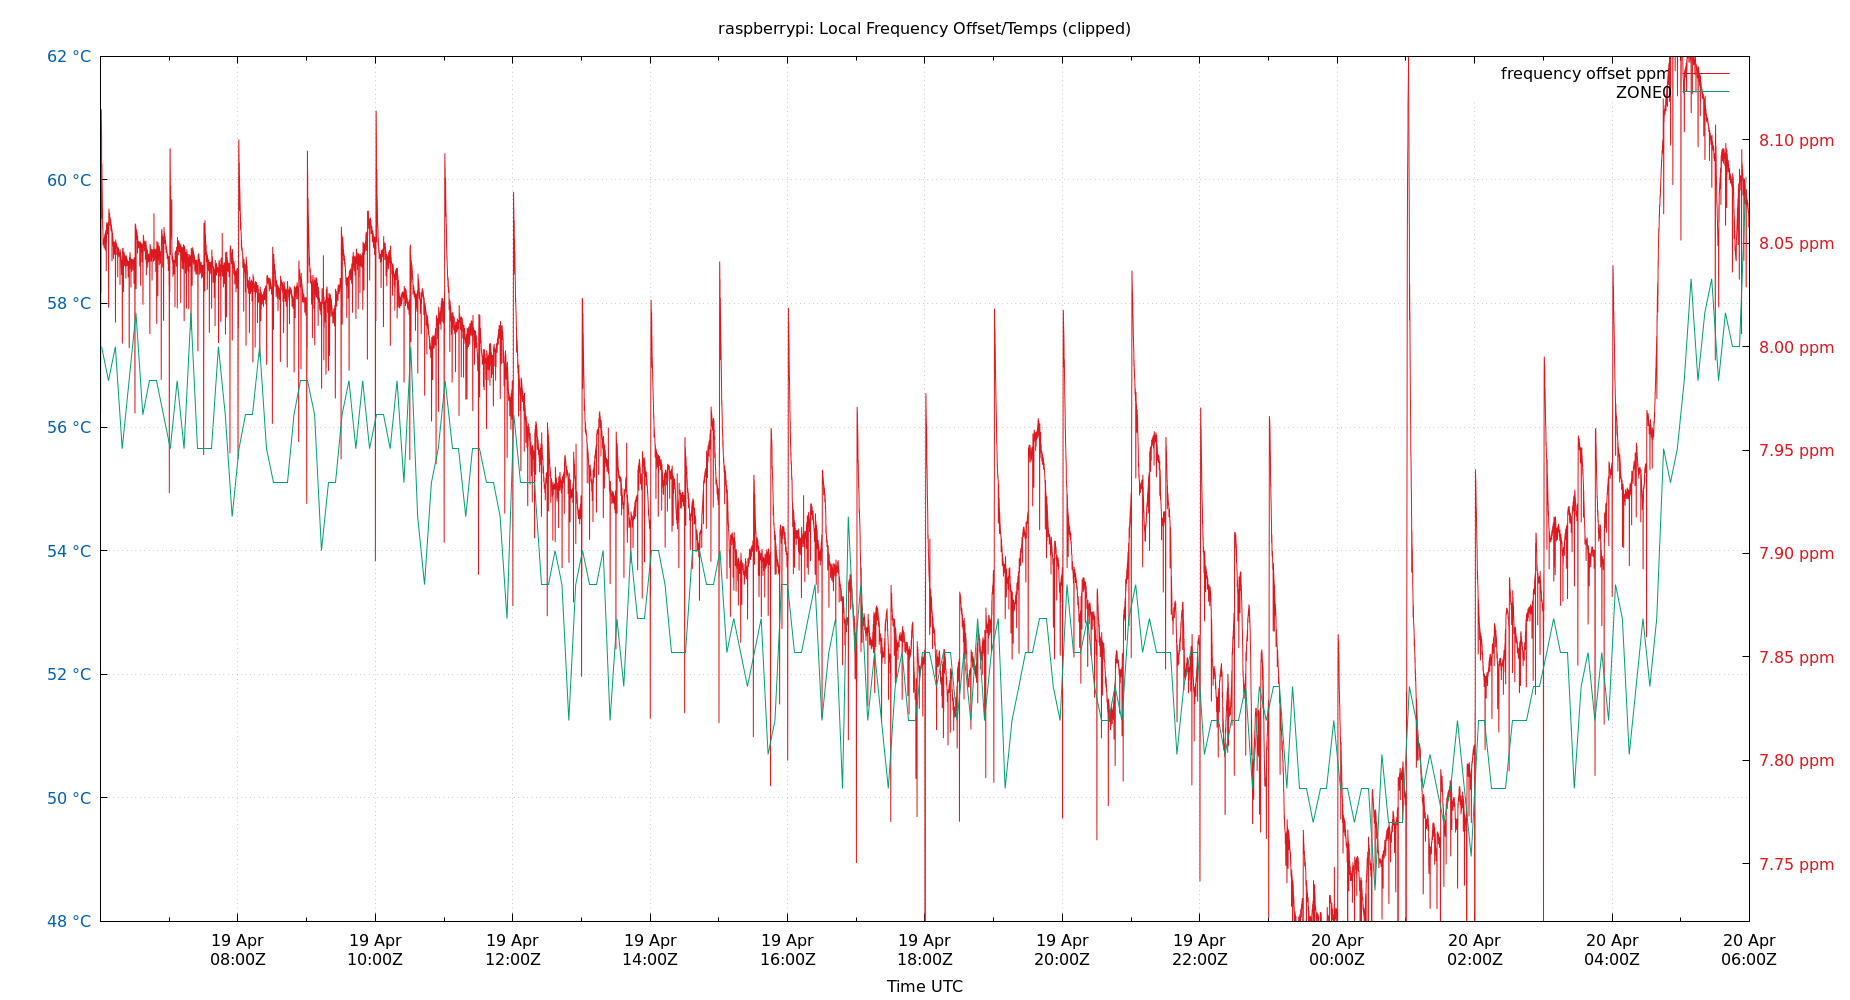 raspberrypi: Local Frequency Offset/Temps (clipped)
62 °C
60 °C
58 °C
56 °C
54 °C
52 °C
50 °C
48 °C
frequency offset ppm
ZONE0
8.10 ppm
8.05 ppm
8.00 ppm
7.95 ppm
7.90 ppm
7.85 ppm
7.80 ppm
7.75 ppm
19 Apr 19 Apr 19 Apr 19 Apr 19 Apr 19 Apr 19 Apr 19 Apr 20 Apr 20 Apr 20 Apr 20 Apr
08:00Z 10:00Z 12:00Z 14:00Z 16:00Z 18:00Z 20:00Z 22:00Z 00:00Z 02:00Z 04:00Z 06:00Z
Time UTC